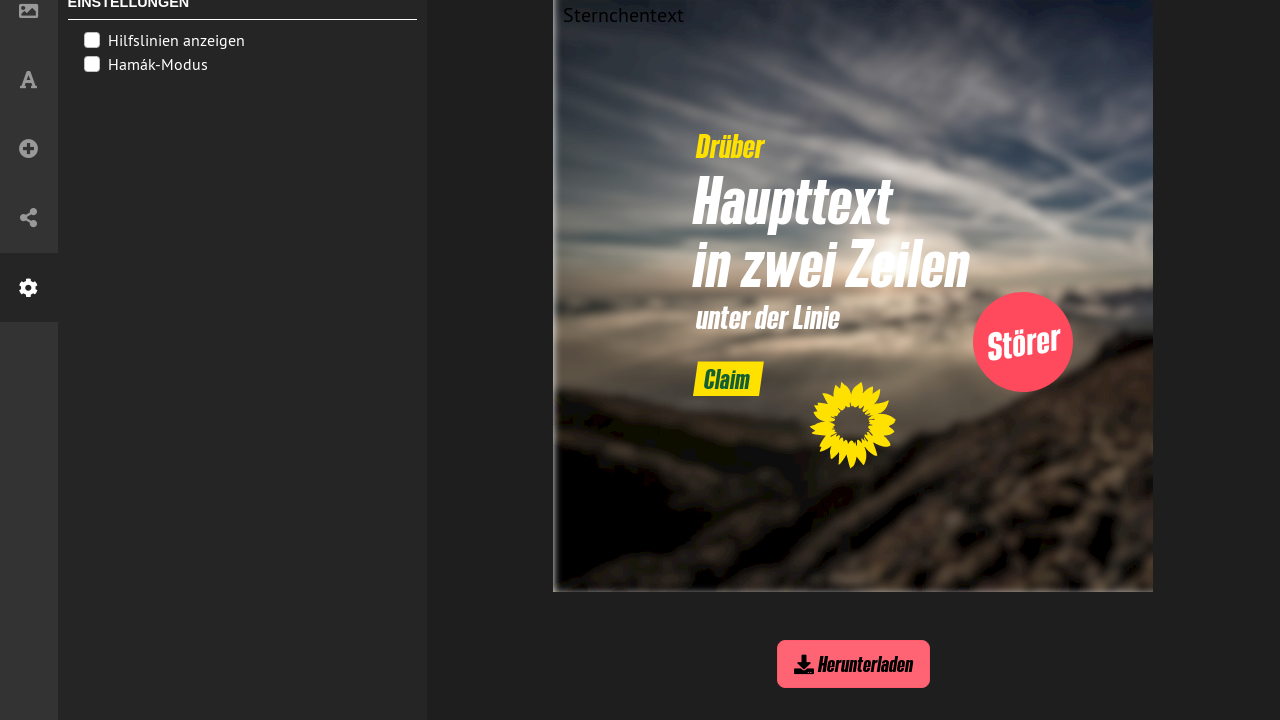 EINSTELLUNGEN
Hilfslinien anzeigen
Hamák-Modus
Sternchentext
Drüber
Haupttext
in zwei Zeilen
unter der Linie
Störer
Claim
Herunterladen